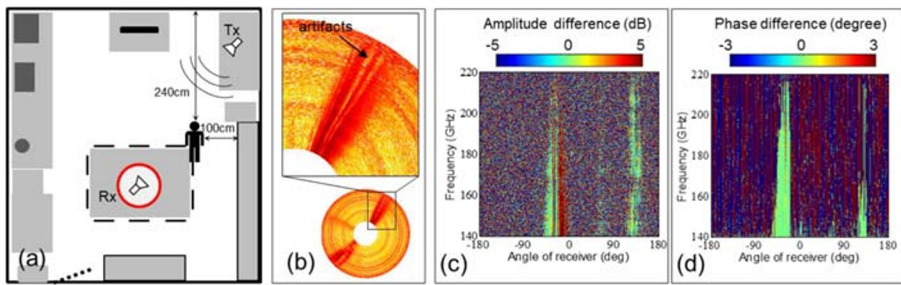 Tx
240cm
100cm
Rx
(a)
artifacts
(b)
Amplitude difference (dB)
-5 0 5
Frequency (GHz)
220
200
180
160
140
-180 -90 0 90 180
Angle of receiver (deg)
(c)
Phase difference (degree)
-3 0 3
Frequency (GHz)
220
200
180
160
140
-180 -90 0 90 180
Angle of receiver (deg)
(d)